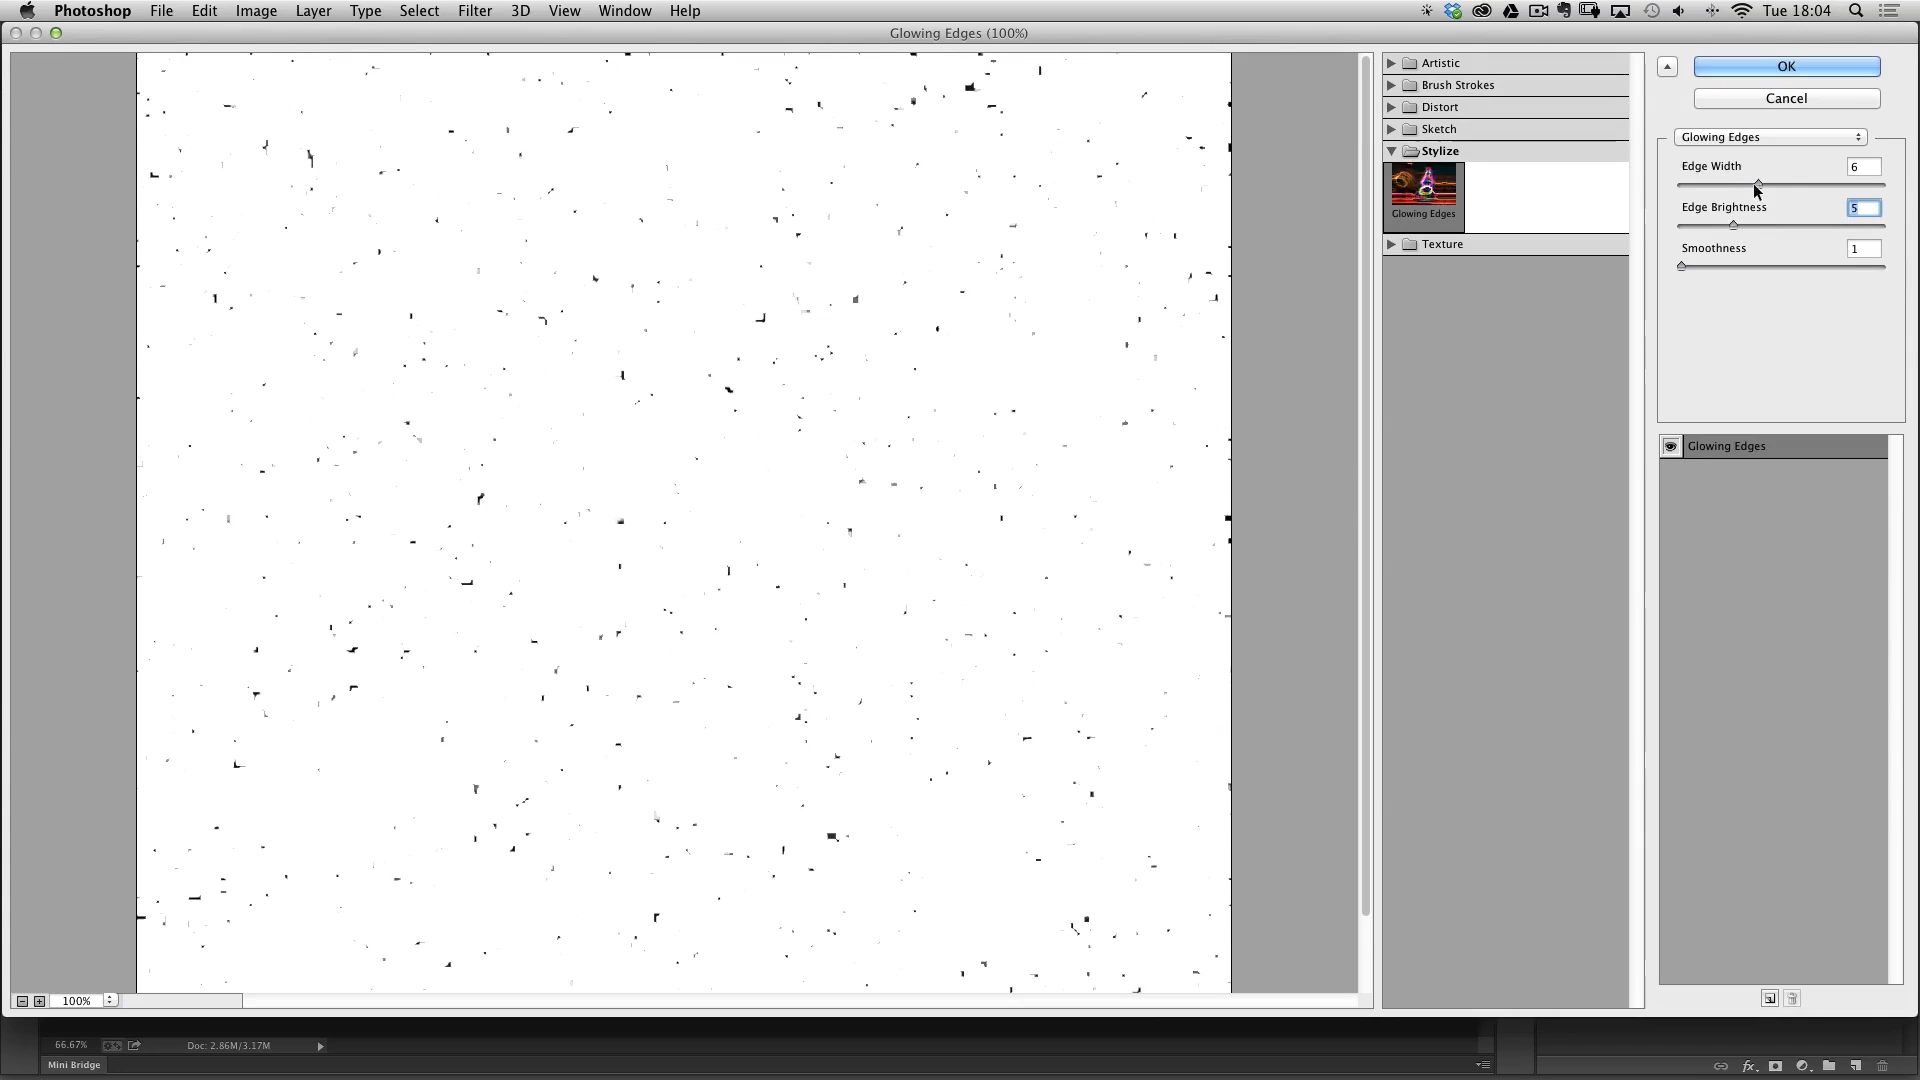 Photoshop File Edit Image Layer Type Select Filter 3D View Window Help Tue 18:04
Glowing Edges (100%)
Artistic
Brush Strokes
Distort
Sketch
Stylize
Glowing Edges
Texture
OK
Cancel
Glowing Edges
Edge Width 6
Edge Brightness 5
Smoothness 1
Glowing Edges
100%
66.67% Doc: 2.86M/3.17M
Mini Bridge
fx